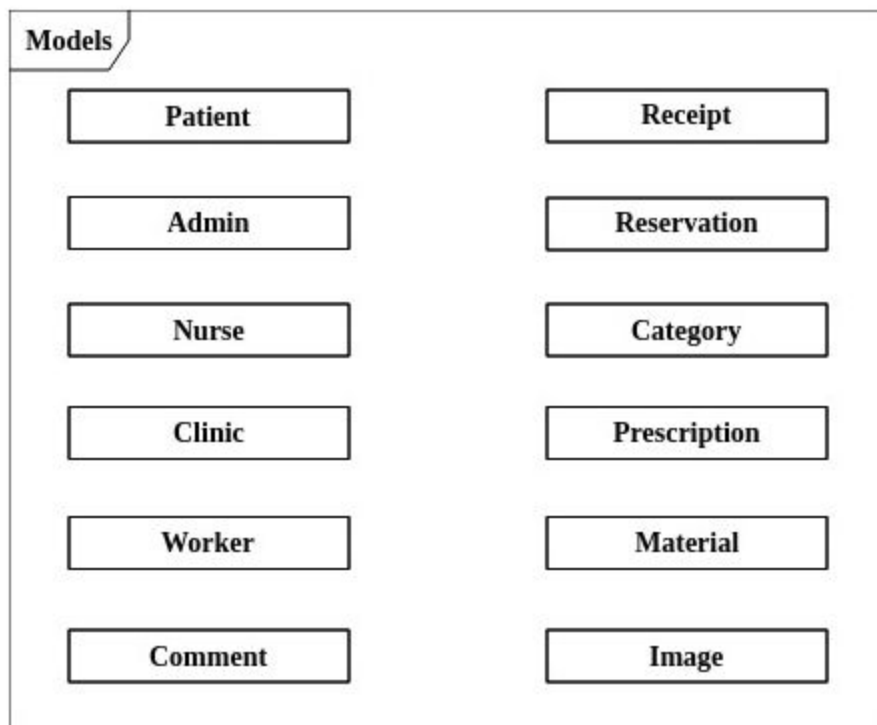 Models
Patient
Receipt
Admin
Reservation
Nurse
Category
Clinic
Prescription
Worker
Material
Comment
Image